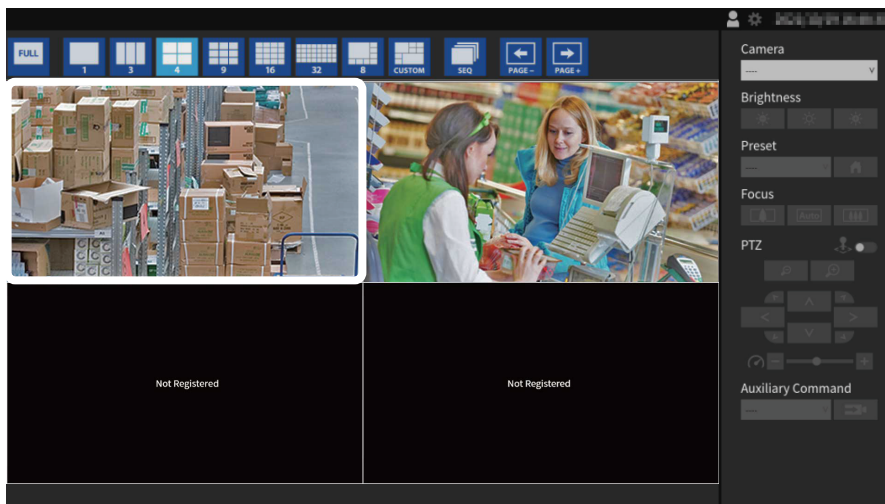 FULL
1
3
4
9
16
32
8
CUSTOM
SEQ
PAGE −
PAGE +
Camera
----
Brightness
Preset
----
Focus
Auto
PTZ
Auxiliary Command
----
Not Registered
Not Registered